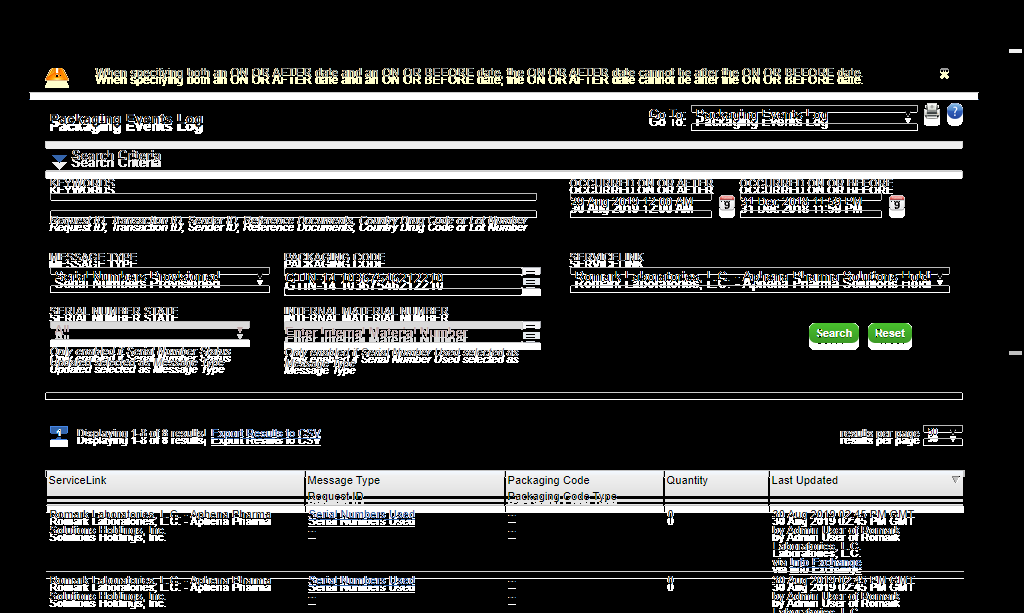 When specifying both an ON OR AFTER date and an ON OR BEFORE date, the ON OR AFTER date cannot be after the ON OR BEFORE date.
Packaging Events Log
Go To: Packaging Events Log
Search Criteria
KEYWORDS
OCCURRED ON OR AFTER
OCCURRED ON OR BEFORE
30 Aug 2019 12:00 AM
31 Dec 2018 11:59 PM
Request ID, Transaction ID, Sender ID, Reference Documents, Country Drug Code or Lot Number
MESSAGE TYPE
PACKAGING CODE
SERVICELINK
Serial Numbers Provisioned
GTIN-14 10367546212210
Romark Laboratories, L.C. - Aphena Pharma Solutions Hold
SERIAL NUMBER STATE
INTERNAL MATERIAL NUMBER
All
Enter Internal Material Number
Search
Reset
Only enabled if Serial Number Status
Updated selected as Message Type
Only enabled if Serial Number Used selected as
Message Type
Displaying 1-8 of 8 results| Export Results to CSV
results per page
ServiceLink
Message Type
Packaging Code
Quantity
Last Updated
Request ID
Packaging Code Type
Romark Laboratories, L.C. - Aphena Pharma
Solutions Holdings, Inc.
Serial Numbers Used
--
--
--
0
30 Aug 2019 02:45 PM GMT
by Admin User of Romark
Laboratories, L.C.
via Info Exchange
Romark Laboratories, L.C. - Aphena Pharma
Solutions Holdings, Inc.
Serial Numbers Used
--
--
--
0
30 Aug 2019 02:45 PM GMT
by Admin User of Romark
Laboratories, L.C.